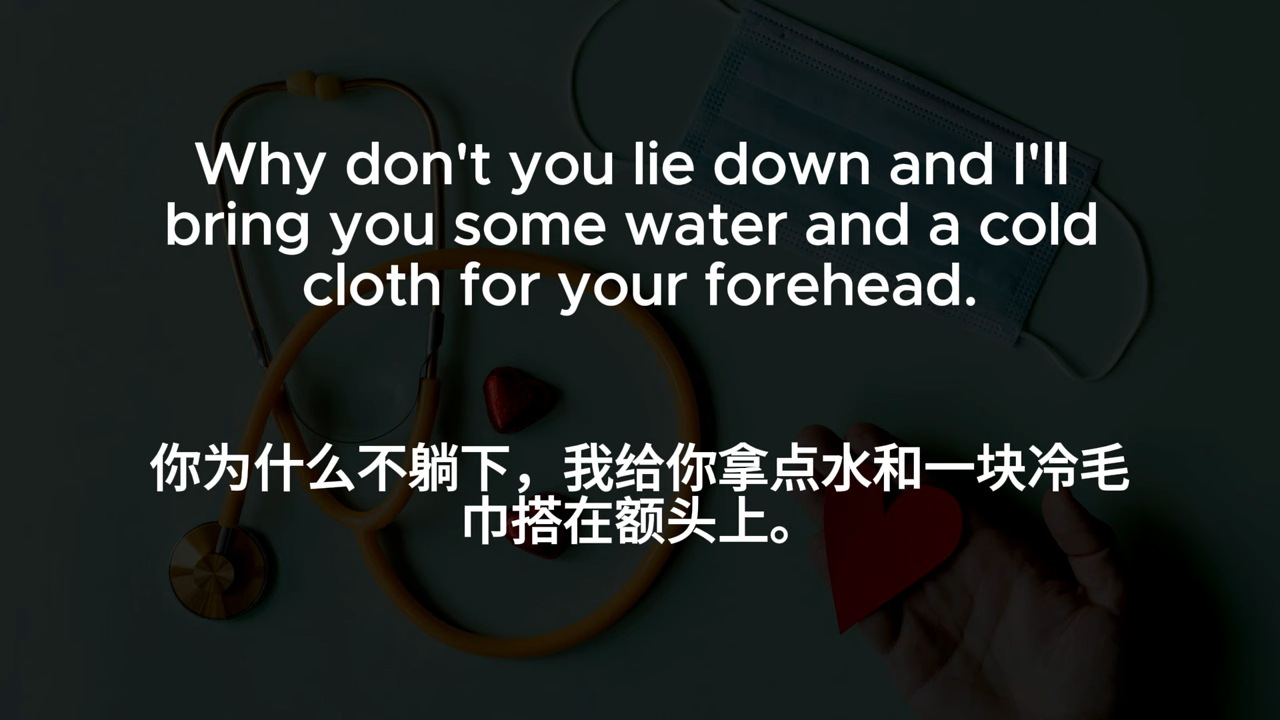 Why don't you lie down and I'll
bring you some water and a cold
cloth for your forehead.
你为什么不躺下，我给你拿点水和一块冷毛
巾搭在额头上。